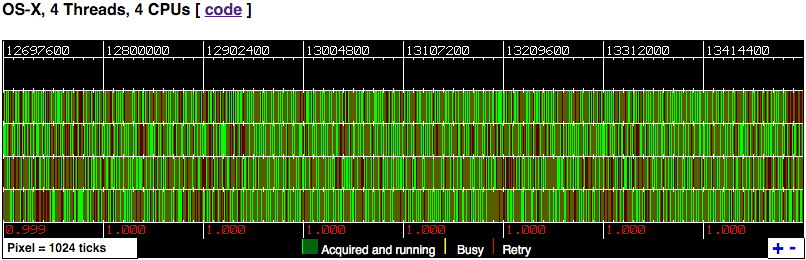 OS-X, 4 Threads, 4 CPUs [ code ]
12697600 12800000 12902400 13004800 13107200 13209600 13312000 13414400
0.999 1.000 1.000 1.000 1.000 1.000 1.000 1.000
Pixel = 1024 ticks Acquired and running Busy Retry + -